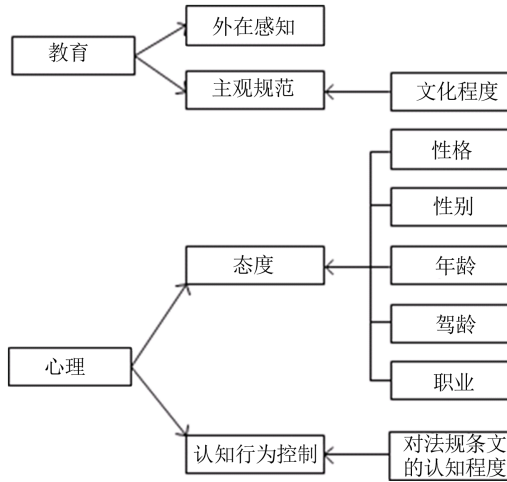 外在感知
教育
主观规范
文化程度
性格
性别
态度
年龄
驾龄
心理
职业
认知行为控制
对法规条文
的认知程度